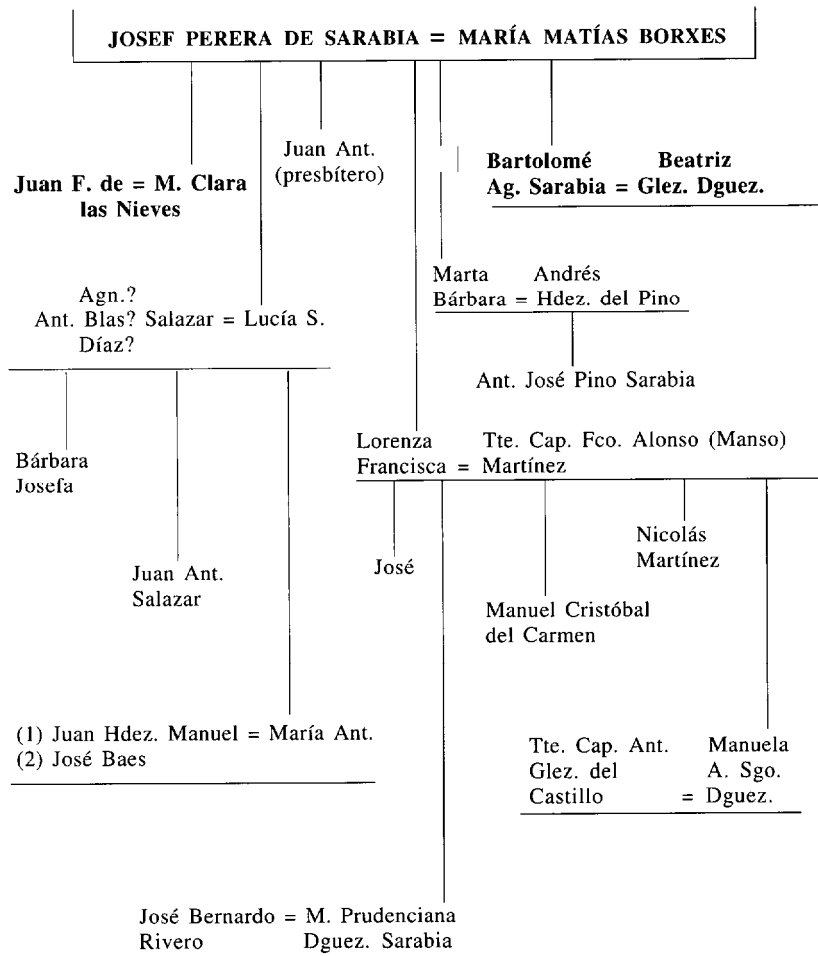 JOSEF PERERA DE SARABIA = MARÍA MATÍAS BORXES
Juan Ant.
(presbítero)
Juan F. de = M. Clara
las Nieves
Bartolomé Beatriz
Ag. Sarabia = Glez. Dguez.
Agn.?
Ant. Blas? Salazar = Lucía S.
Díaz?
Marta Andrés
Bárbara = Hdez. del Pino
Ant. José Pino Sarabia
Lorenza Tte. Cap. Fco. Alonso (Manso)
Francisca = Martínez
Bárbara
Josefa
Juan Ant.
Salazar
José
Nicolás
Martínez
Manuel Cristóbal
del Carmen
(1) Juan Hdez. Manuel = María Ant.
(2) José Baes
Tte. Cap. Ant. Manuela
Glez. del A. Sgo.
Castillo = Dguez.
José Bernardo = M. Prudenciana
Rivero Dguez. Sarabia